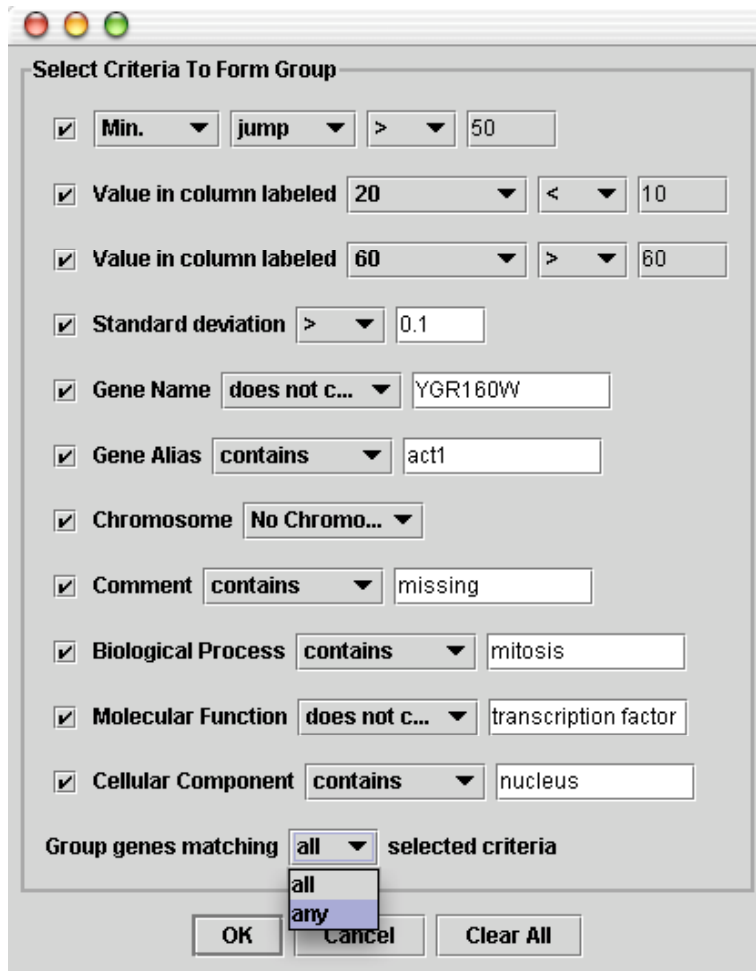 Select Criteria To Form Group
Min. jump > 50
Value in column labeled 20 < 10
Value in column labeled 60 > 60
Standard deviation > 0.1
Gene Name does not c... YGR160W
Gene Alias contains act1
Chromosome No Chromo...
Comment contains missing
Biological Process contains mitosis
Molecular Function does not c... transcription factor
Cellular Component contains nucleus
Group genes matching all selected criteria
all
any
OK Cancel Clear All